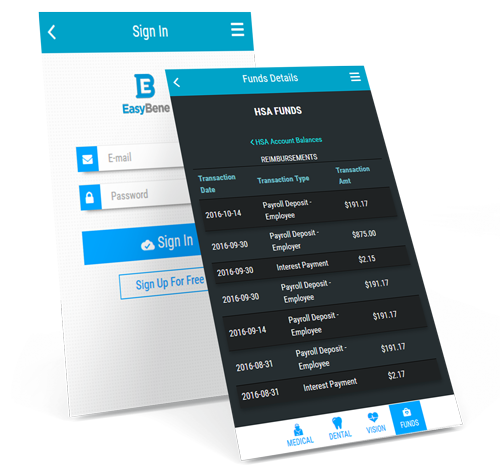 Sign In
EasyBene
E-mail
Password
Sign In
Sign Up For Free
Funds Details
HSA FUNDS
HSA Account Balances
REIMBURSEMENTS
Transaction Date Transaction Type Transaction Amt
2016-10-14 Payroll Deposit - Employee $191.17
2016-09-30 Payroll Deposit - Employer $875.00
2016-09-30 Interest Payment $2.15
2016-09-30 Payroll Deposit - Employee $191.17
2016-09-14 Payroll Deposit - Employee $191.17
2016-08-31 Payroll Deposit - Employee $191.17
2016-08-31 Interest Payment $2.17
MEDICAL DENTAL VISION FUNDS